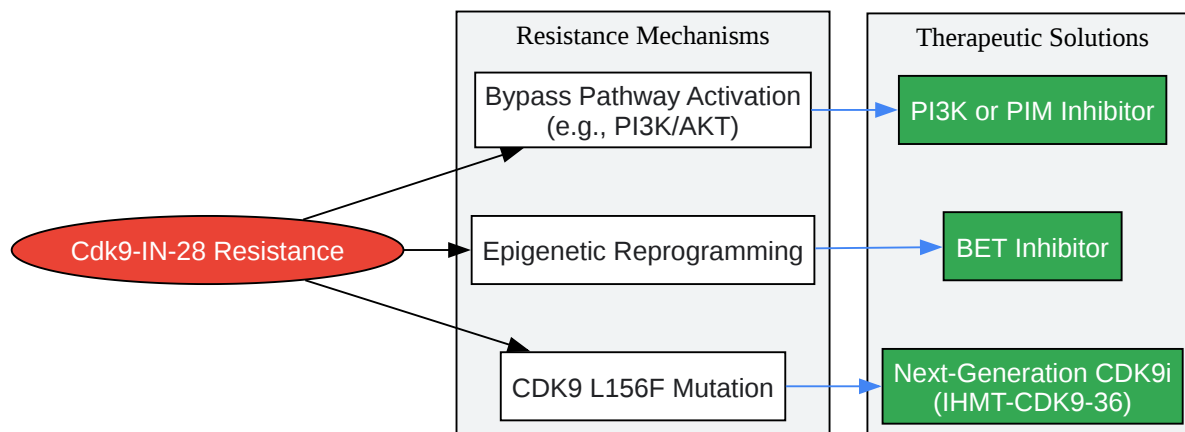 Resistance Mechanisms
Therapeutic Solutions
Bypass Pathway Activation
(e.g., PI3K/AKT)
PI3K or PIM Inhibitor
Cdk9-IN-28 Resistance
Epigenetic Reprogramming
BET Inhibitor
CDK9 L156F Mutation
Next-Generation CDK9i
(IHMT-CDK9-36)